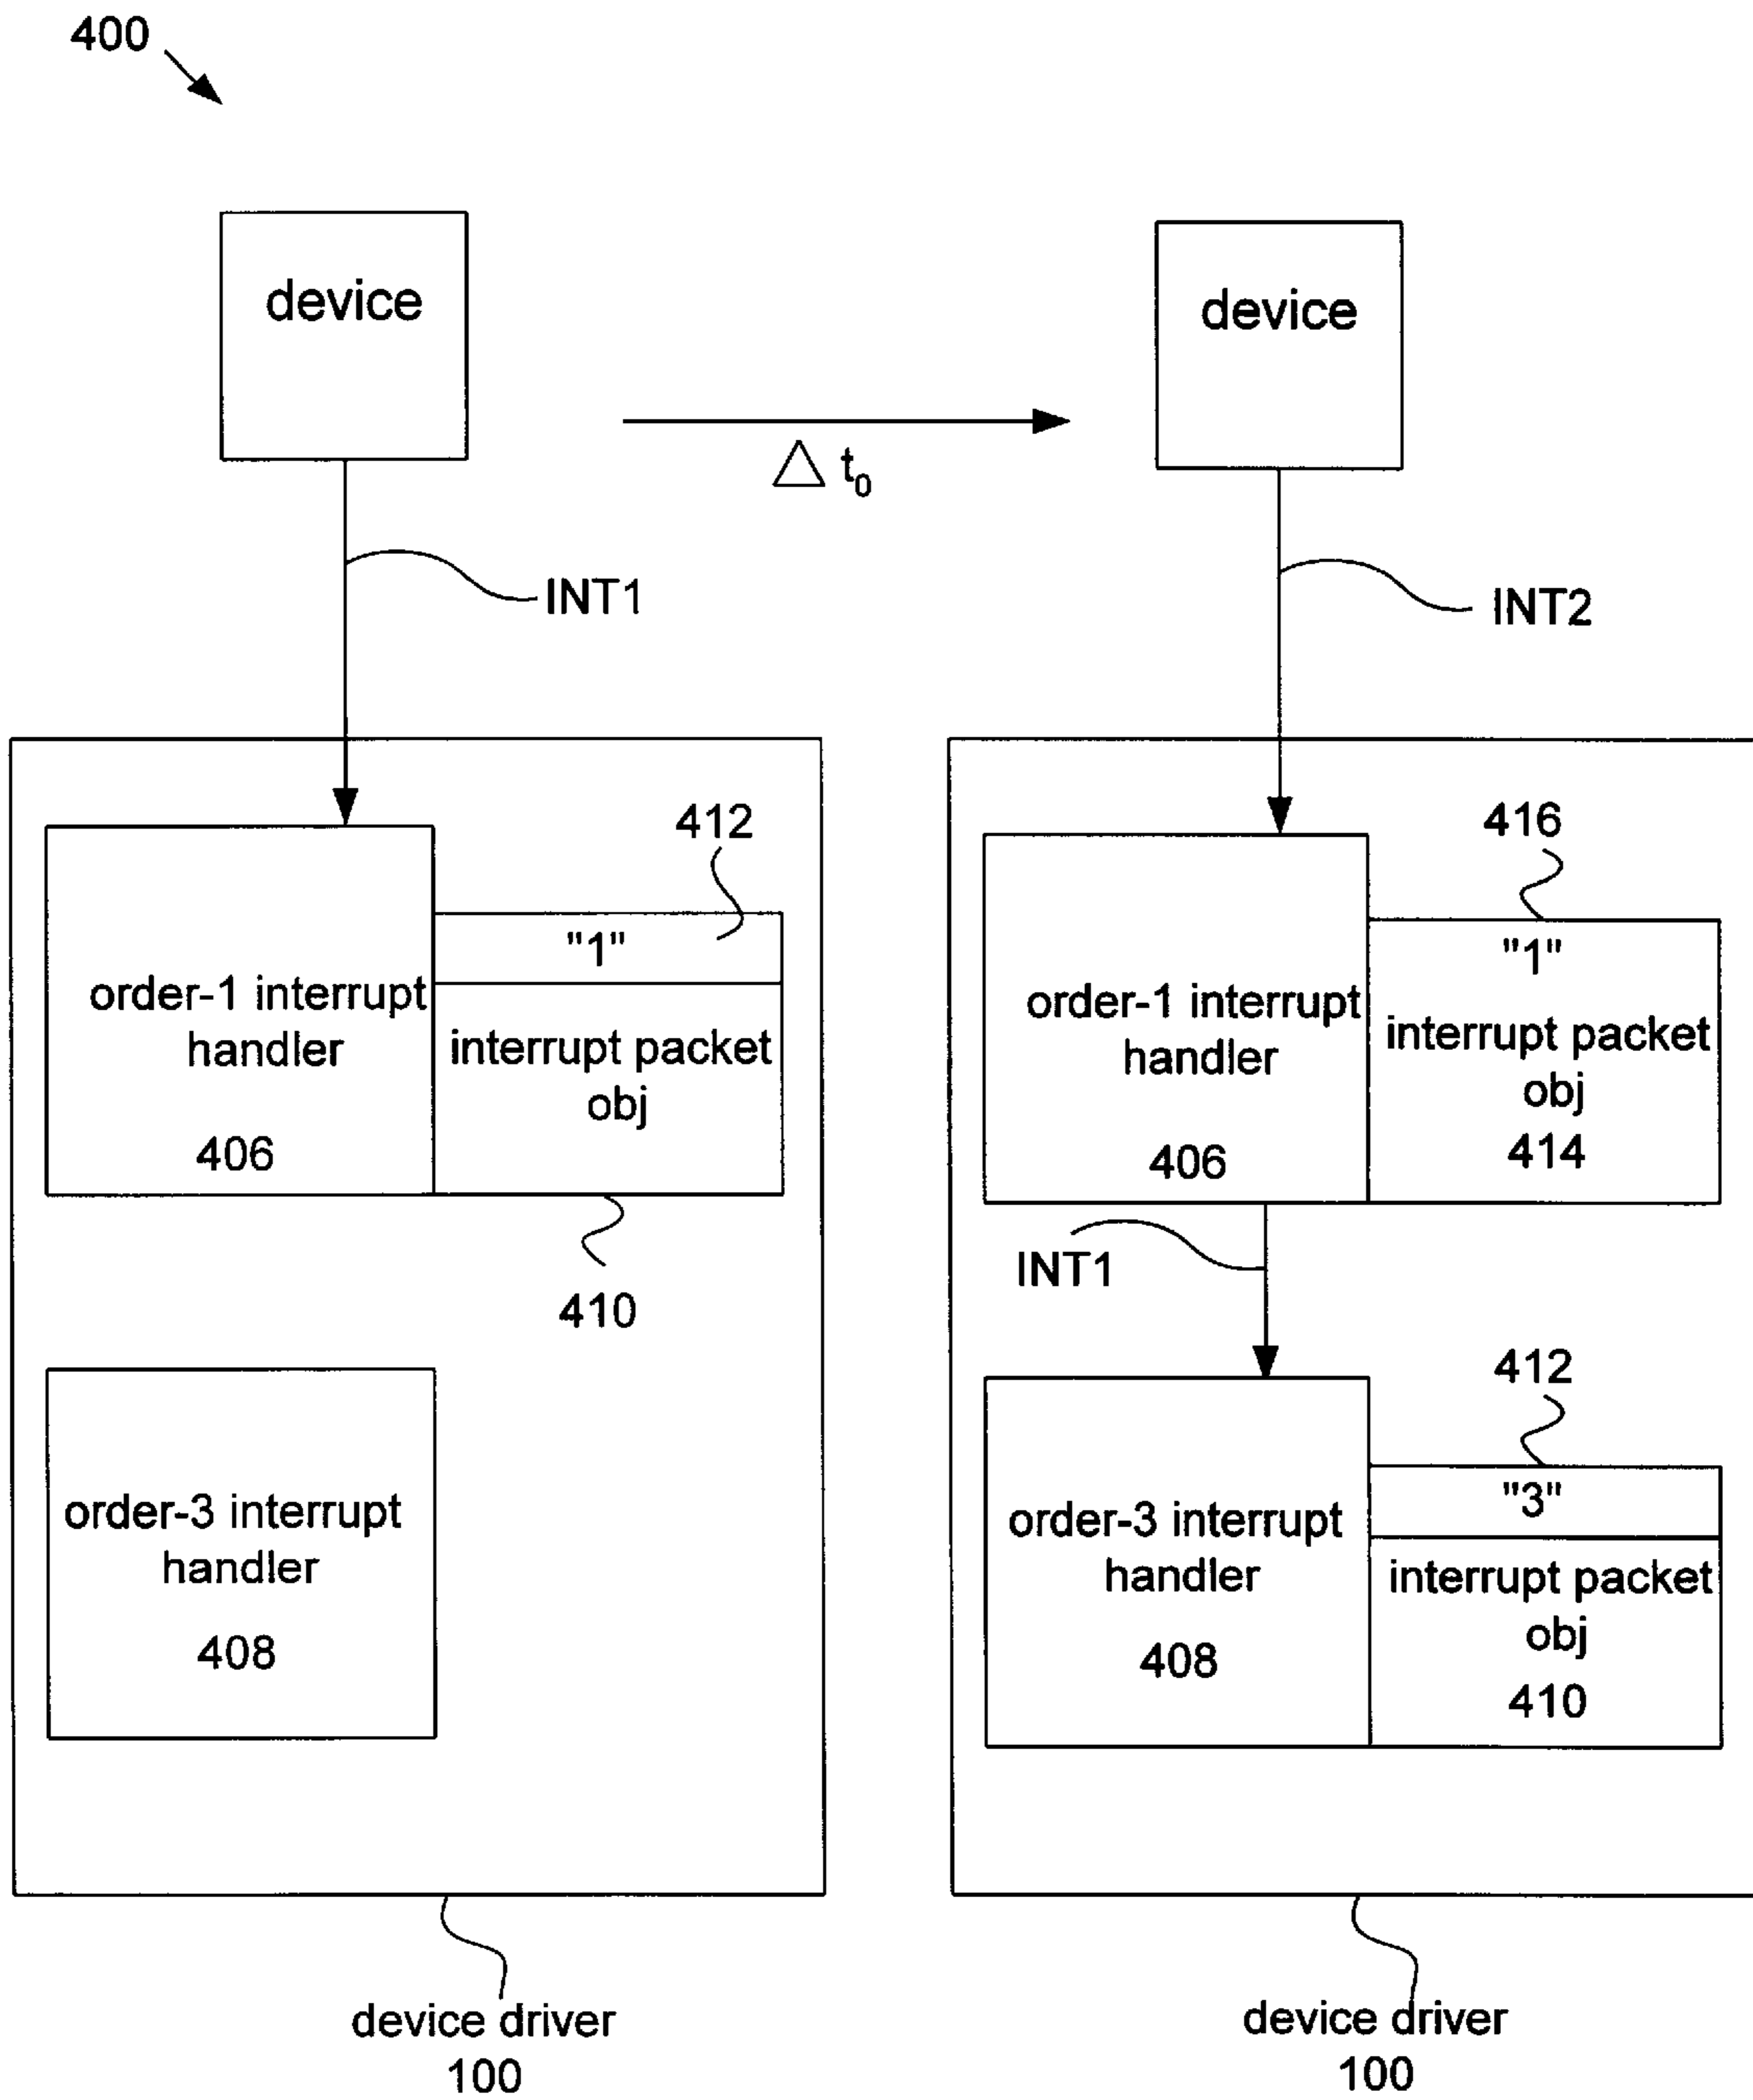 400
device
device
△ t0
INT1
INT2
412
416
"1"
"1"
order-1 interrupt
handler
406
interrupt packet
obj
order-1 interrupt
handler
406
interrupt packet
obj
414
410
INT1
412
order-3 interrupt
handler
408
order-3 interrupt
handler
408
"3"
interrupt packet
obj
410
device driver
100
device driver
100